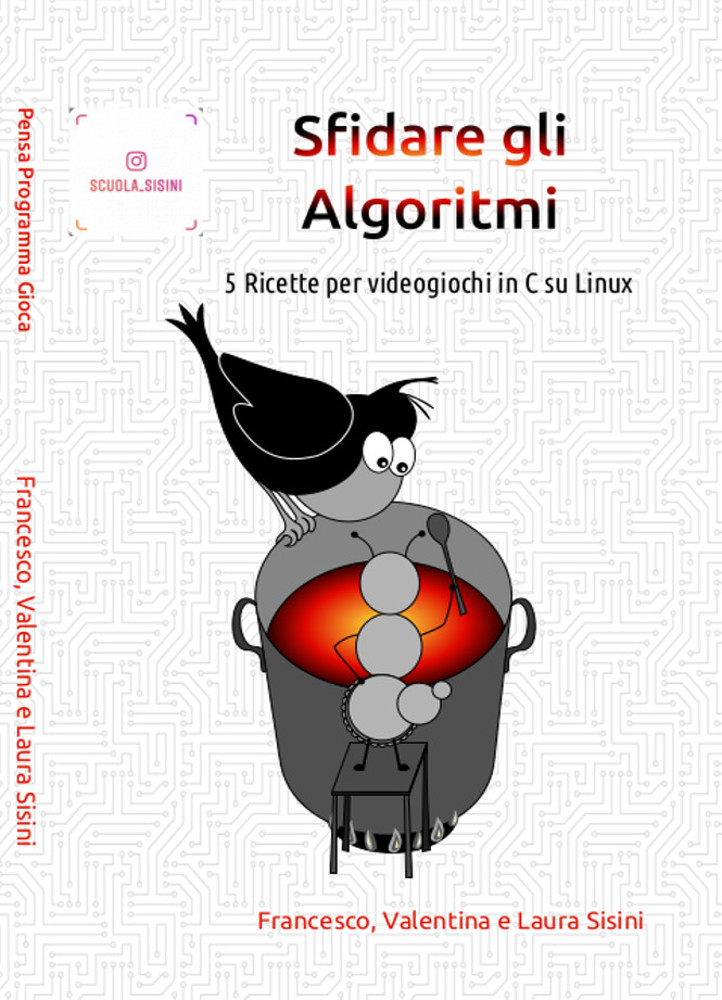 Pensa Programma Gioca
SCUOLA_SISINI
Sfidare gli
Algoritmi
5 Ricette per videogiochi in C su Linux
Francesco, Valentina e Laura Sisini
Francesco, Valentina e Laura Sisini